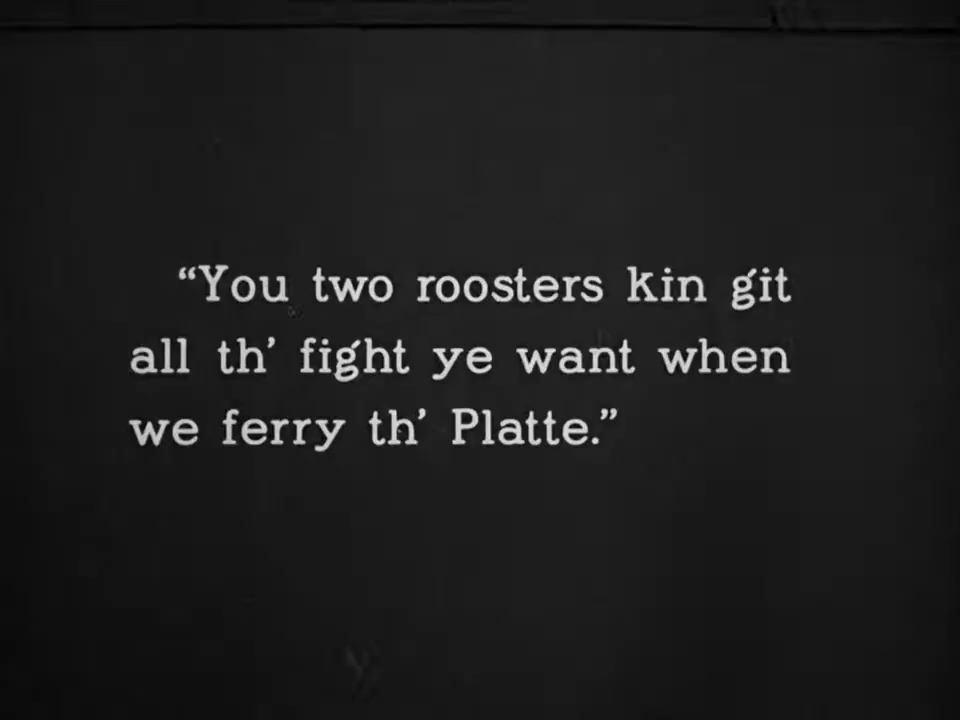 “You two roosters kin git
all th’ fight ye want when
we ferry th’ Platte.”